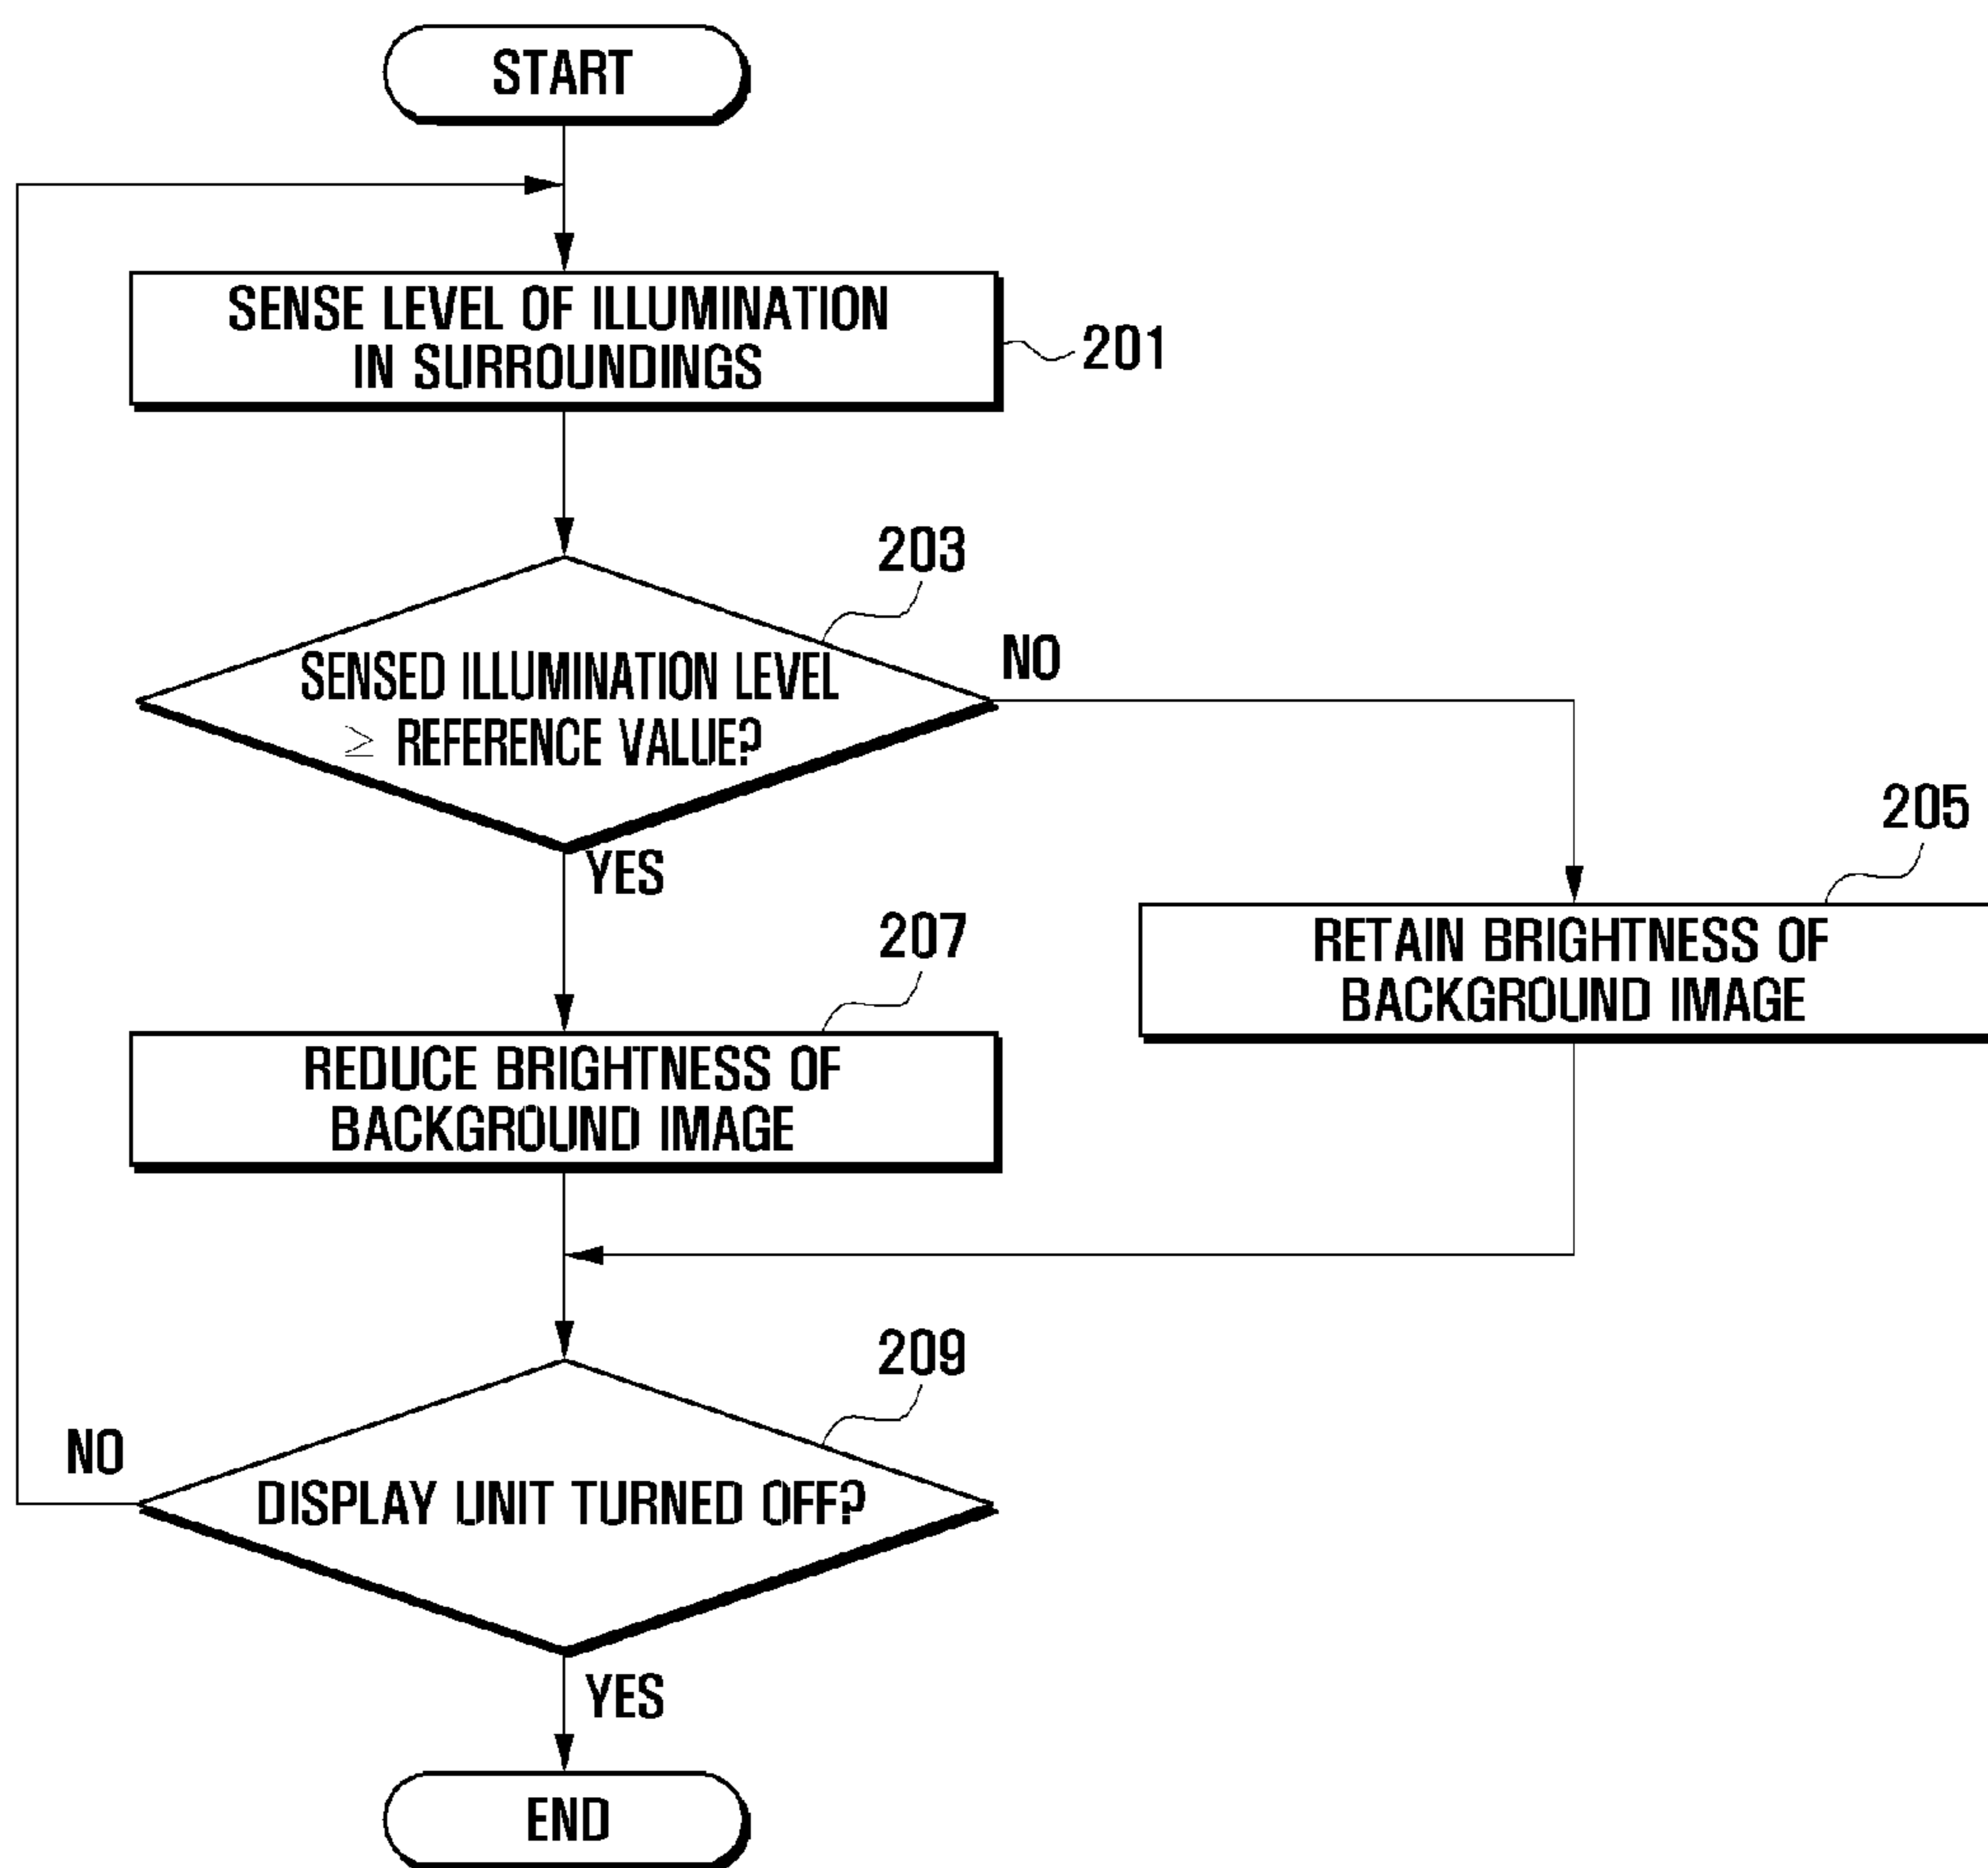 START
SENSE LEVEL OF ILLUMINATION
IN SURROUNDINGS
201
203
SENSED ILLUMINATION LEVEL
≥ REFERENCE VALUE?
NO
YES
205
RETAIN BRIGHTNESS OF
BACKGROUND IMAGE
207
REDUCE BRIGHTNESS OF
BACKGROUND IMAGE
209
NO
DISPLAY UNIT TURNED OFF?
YES
END